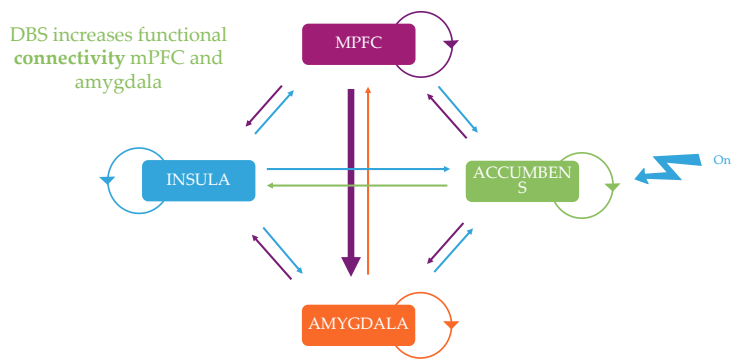 DBS increases functional
connectivity mPFC and
amygdala
MPFC
INSULA
ACCUMBEN
S
On
AMYGDALA